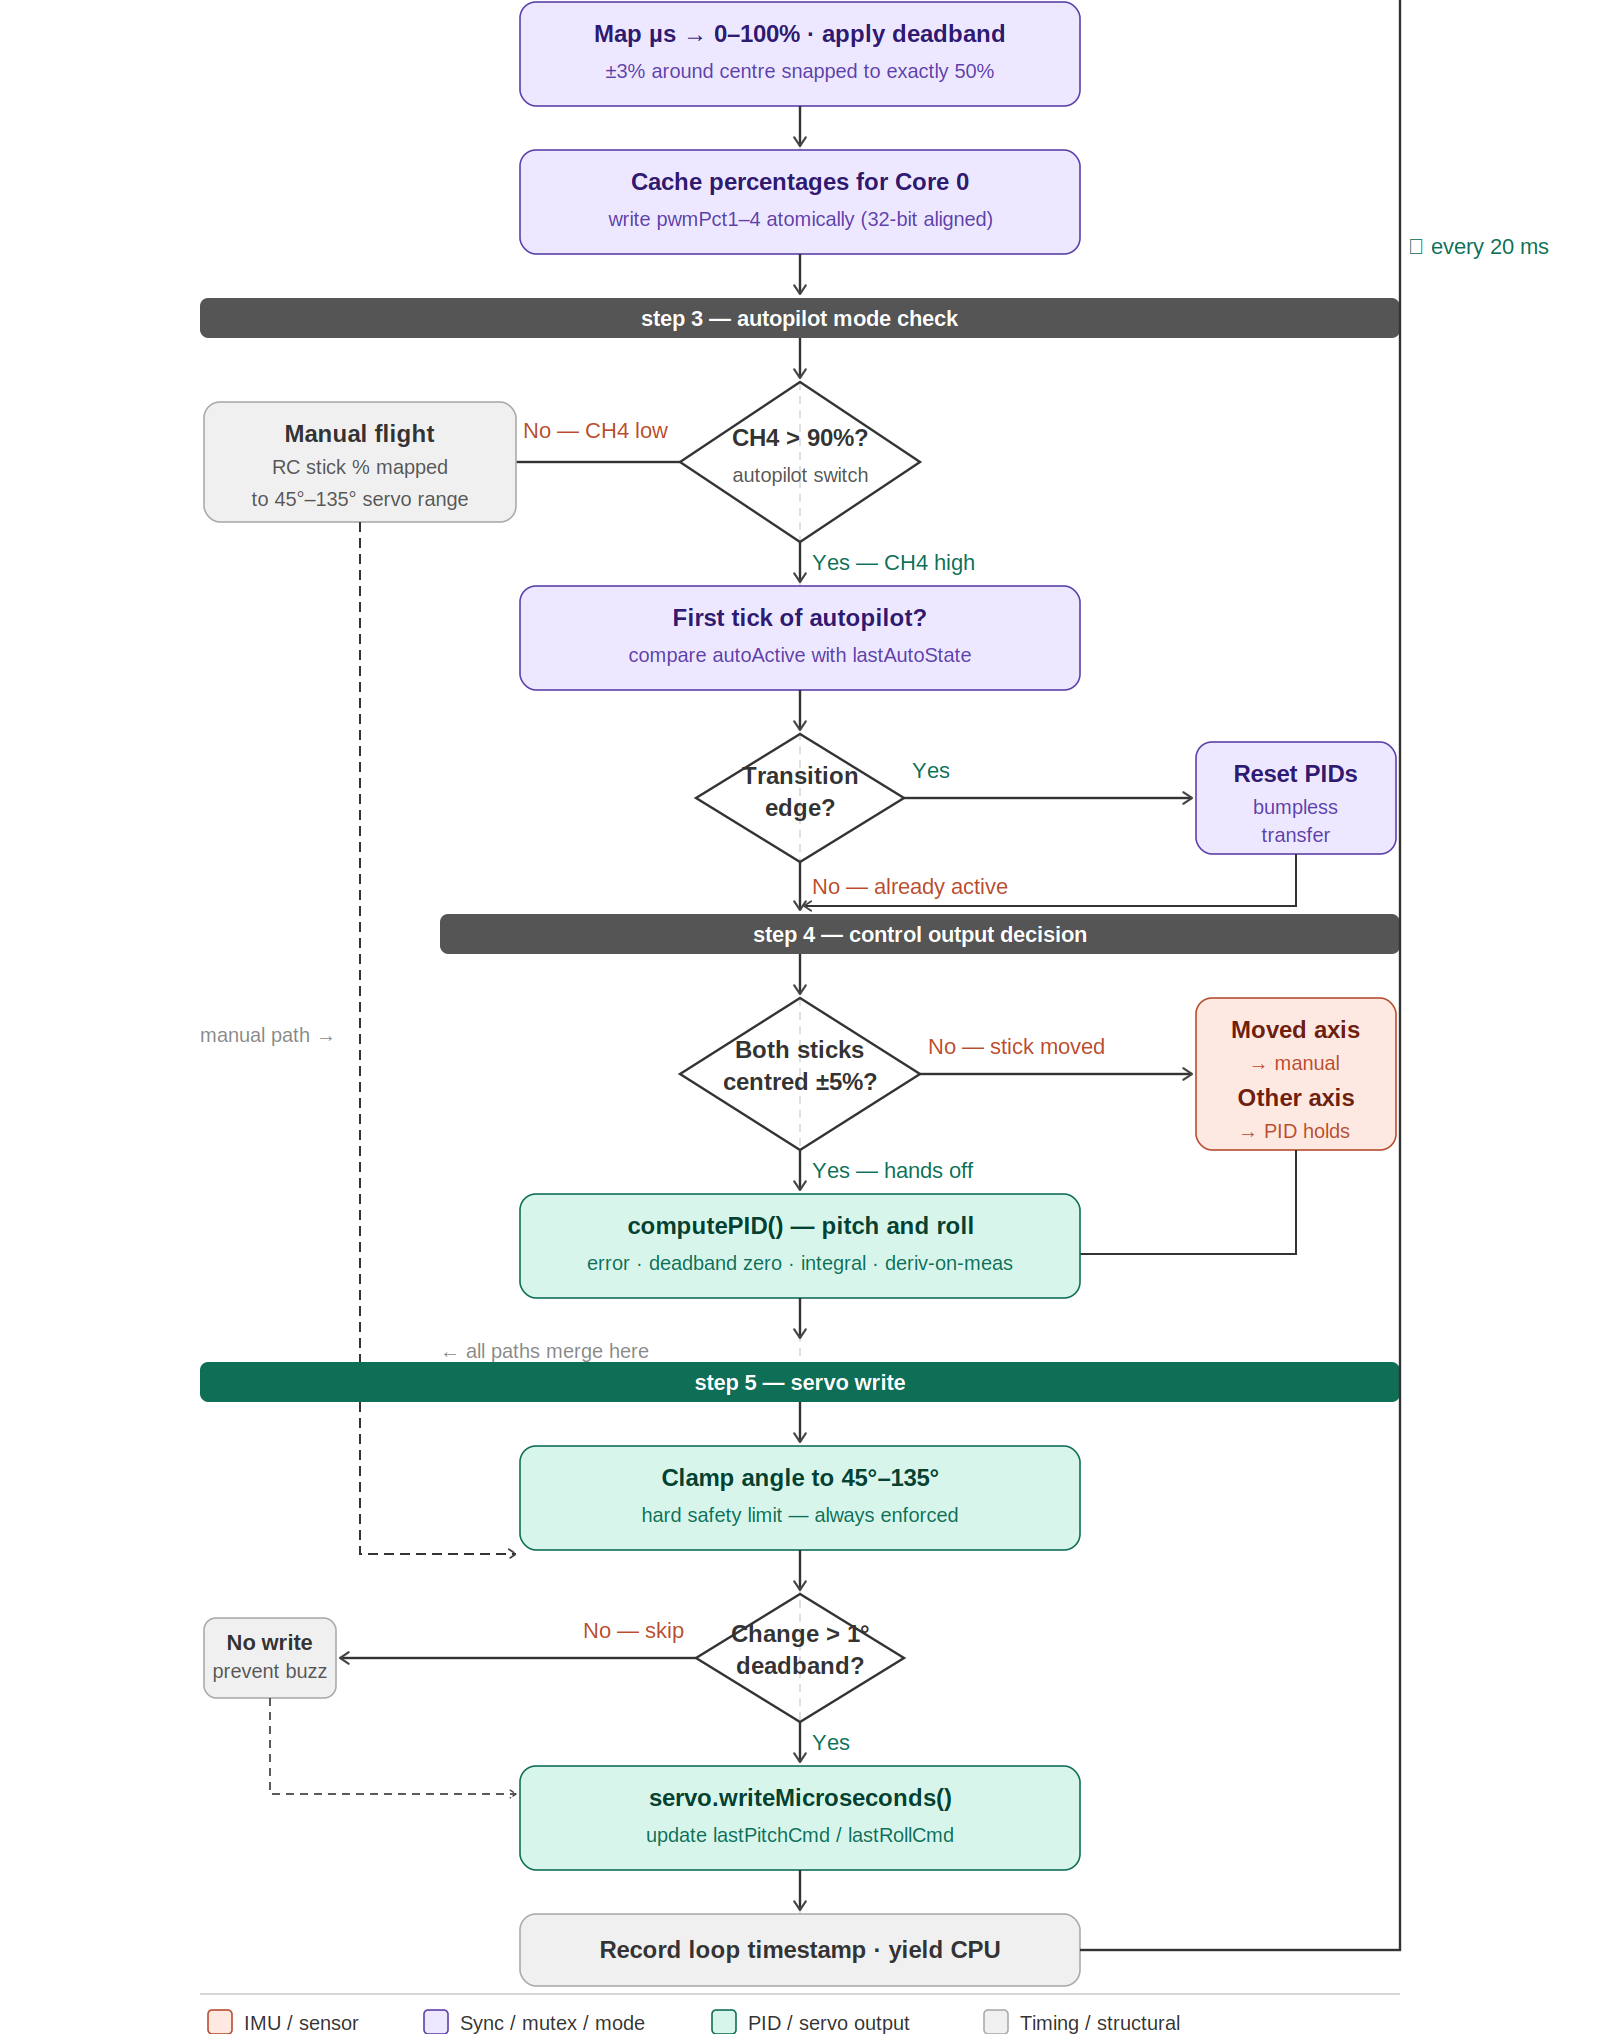 Map µs → 0–100% · apply deadband
±3% around centre snapped to exactly 50%
Cache percentages for Core 0
write pwmPct1–4 atomically (32-bit aligned)
every 20 ms
step 3 — autopilot mode check
Manual flight
RC stick % mapped
to 45°–135° servo range
No — CH4 low
CH4 > 90%?
autopilot switch
Yes — CH4 high
First tick of autopilot?
compare autoActive with lastAutoState
Transition
edge?
Yes
Reset PIDs
bumpless
transfer
No — already active
step 4 — control output decision
manual path →
Both sticks
centred ±5%?
No — stick moved
Moved axis
→ manual
Other axis
→ PID holds
Yes — hands off
computePID() — pitch and roll
error · deadband zero · integral · deriv-on-meas
← all paths merge here
step 5 — servo write
Clamp angle to 45°–135°
hard safety limit — always enforced
No write
prevent buzz
No — skip
Change > 1°
deadband?
Yes
servo.writeMicroseconds()
update lastPitchCmd / lastRollCmd
Record loop timestamp · yield CPU
IMU / sensor
Sync / mutex / mode
PID / servo output
Timing / structural